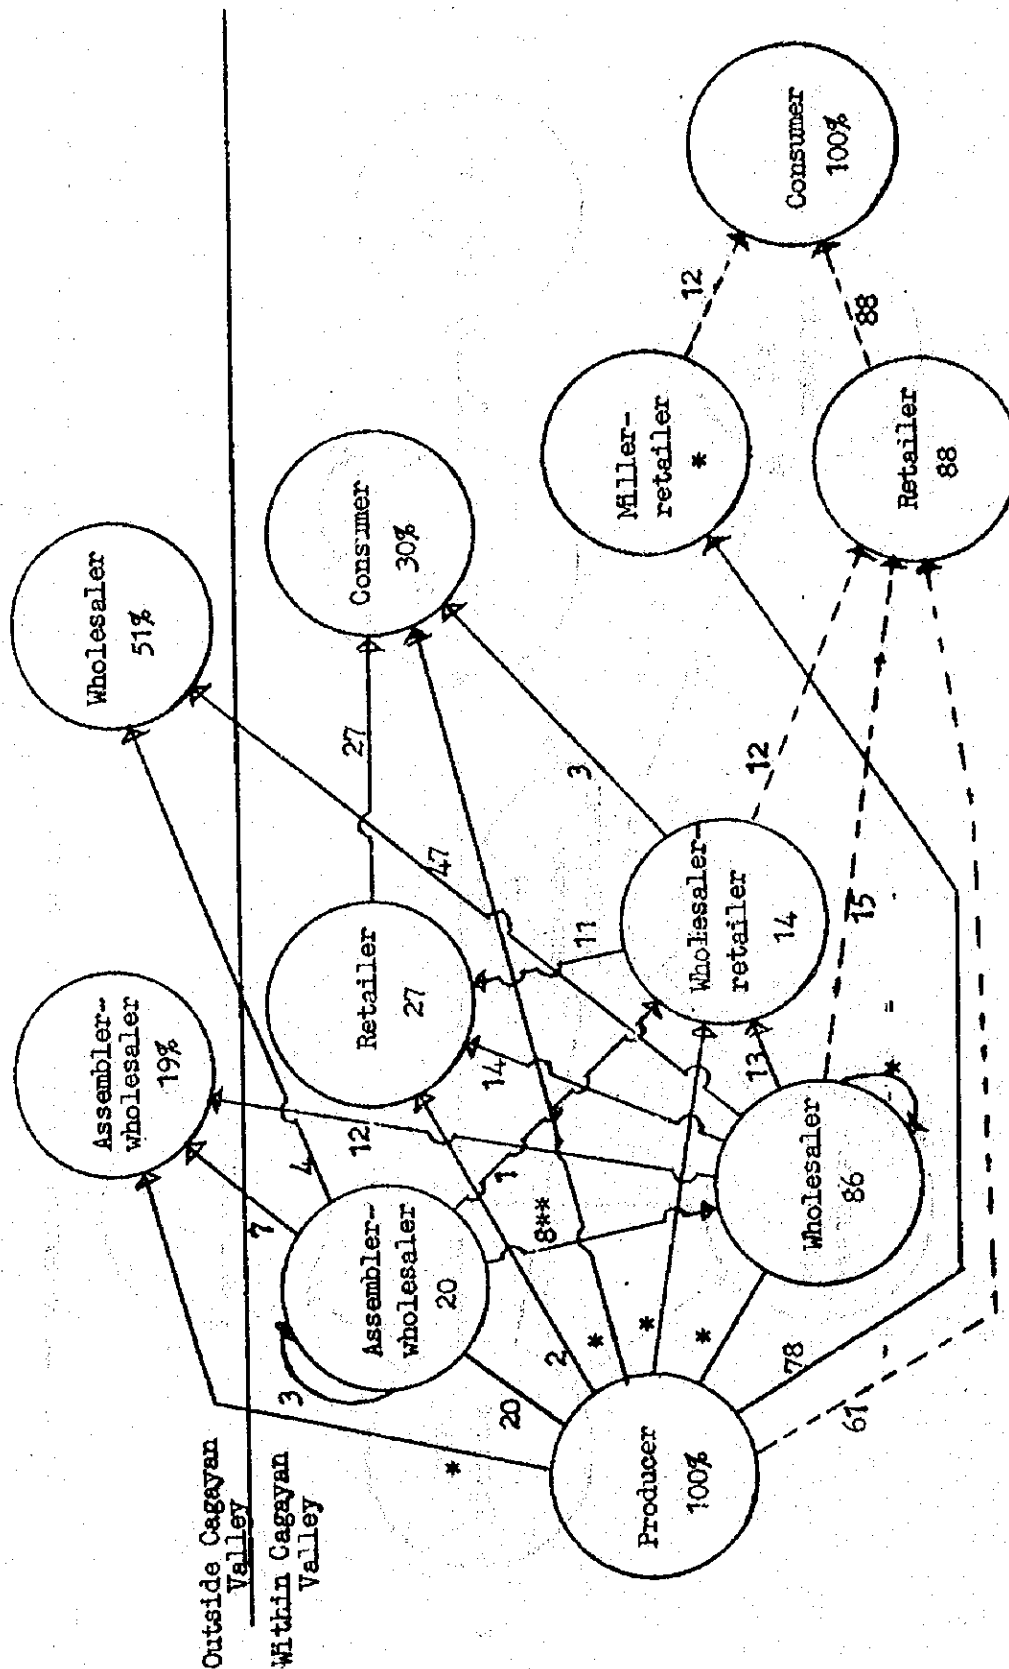 Outside Cagayan
Valley
Within Cagayan
Valley
Assembler-
wholesaler
19%
Wholesaler
51%
*
7
4
3
Assembler-
wholesaler
20
12
Retailer
27
27
Consumer
30%
47
14
11
1
8**
3
20
2
*
*
*
78
61
Producer
100%
Wholesaler
86
*
13
Wholesaler-
retailer
14
12
15
Miller-
retailer
*
12
Consumer
100%
Retailer
88
88